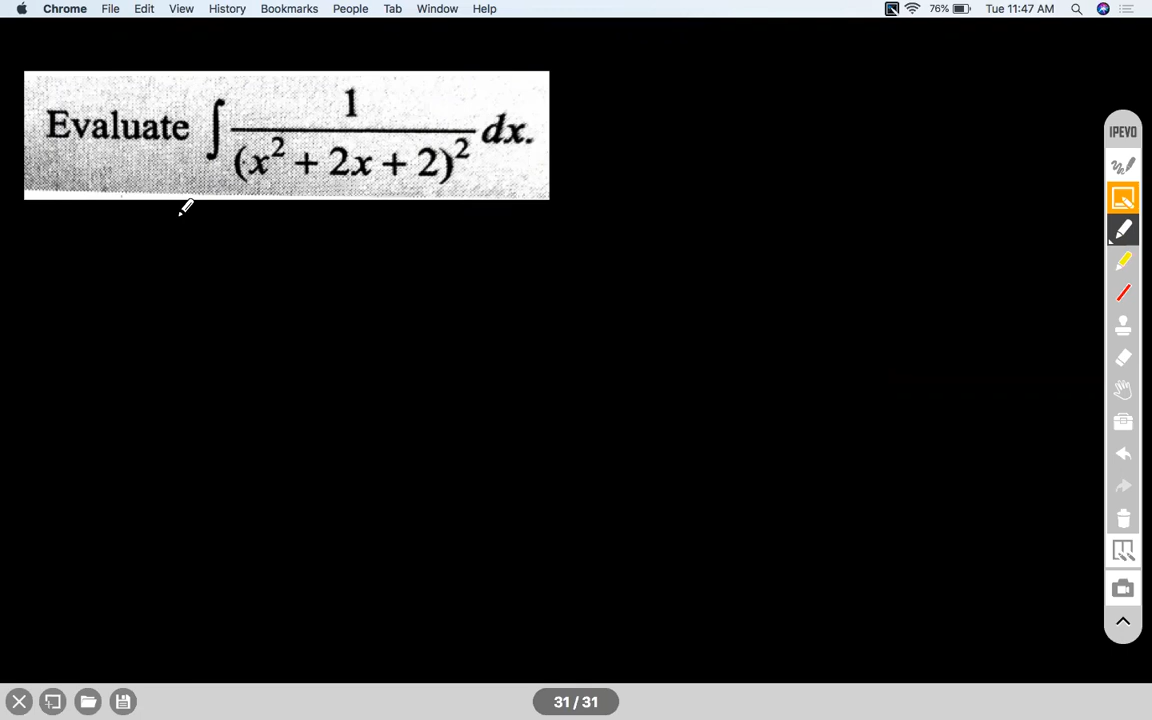 Chrome File Edit View History Bookmarks People Tab Window Help 76% Tue 11:47 AM
Evaluate ∫ 1/(x² + 2x + 2)² dx.
IPEVO
31 / 31